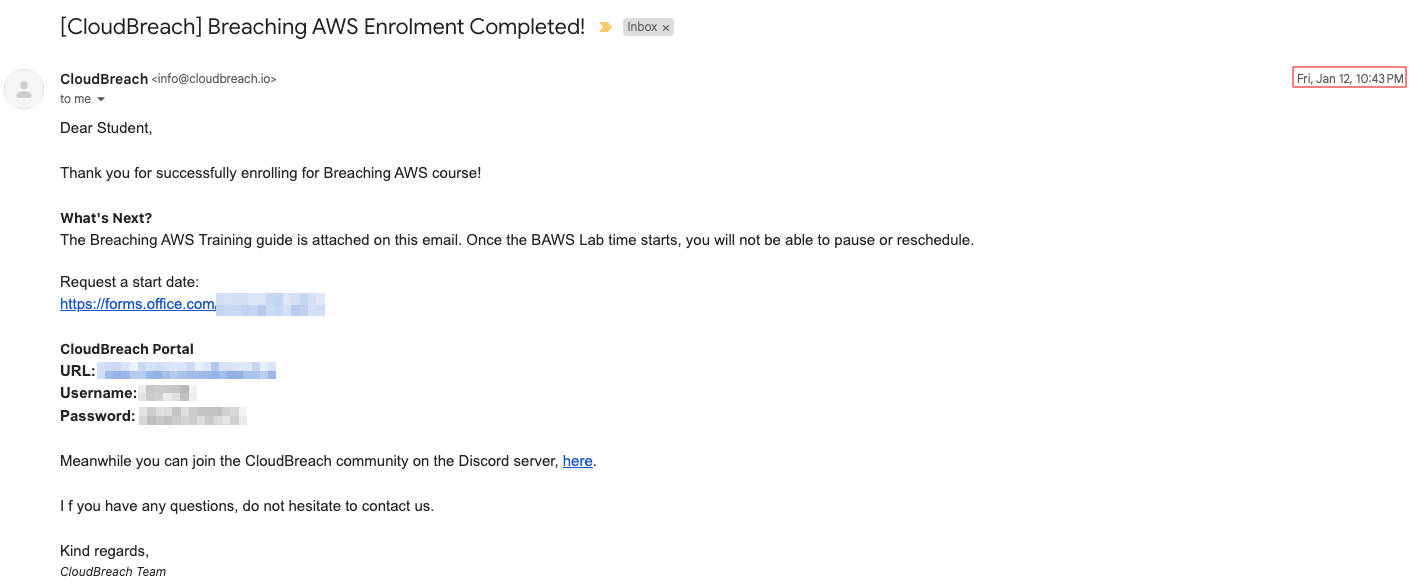 [CloudBreach] Breaching AWS Enrolment Completed! Inbox ×
CloudBreach <info@cloudbreach.io> Fri, Jan 12, 10:43 PM
to me
Dear Student,
Thank you for successfully enrolling for Breaching AWS course!
What's Next?
The Breaching AWS Training guide is attached on this email. Once the BAWS Lab time starts, you will not be able to pause or reschedule.
Request a start date:
https://forms.office.com/
CloudBreach Portal
URL:
Username:
Password:
Meanwhile you can join the CloudBreach community on the Discord server, here.
I f you have any questions, do not hesitate to contact us.
Kind regards,
CloudBreach Team